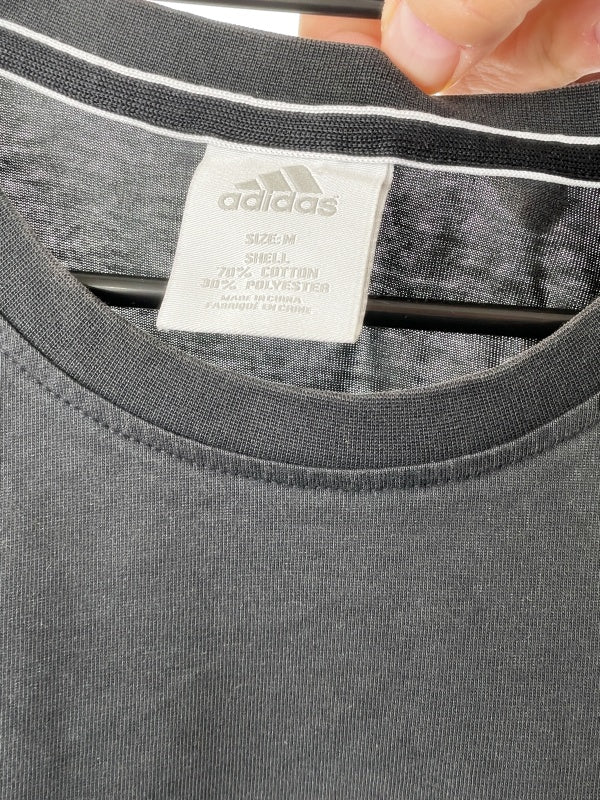 adidas
SIZE: M
SHELL
70% COTTON
30% POLYESTER
MADE IN CHINA
FABRIQUÉ EN CHINE